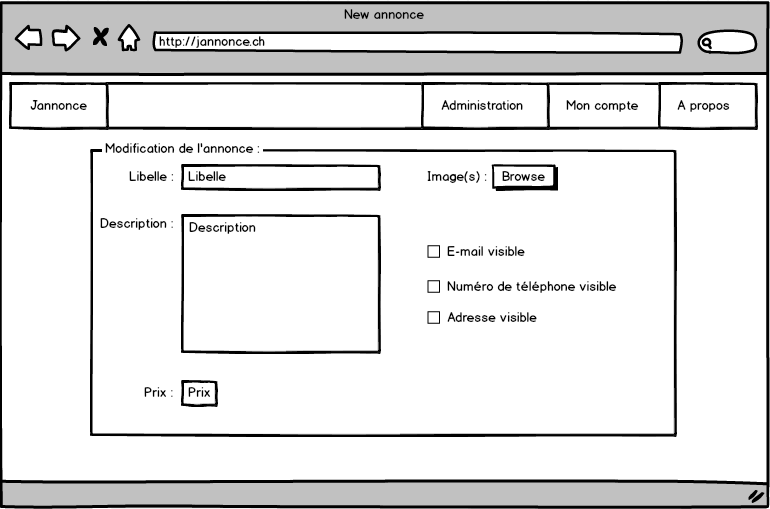 New annonce
http://jannonce.ch
Jannonce Administration Mon compte A propos
Modification de l'annonce :
Libelle : Libelle Image(s) : Browse
Description : Description
E-mail visible
Numéro de téléphone visible
Adresse visible
Prix : Prix